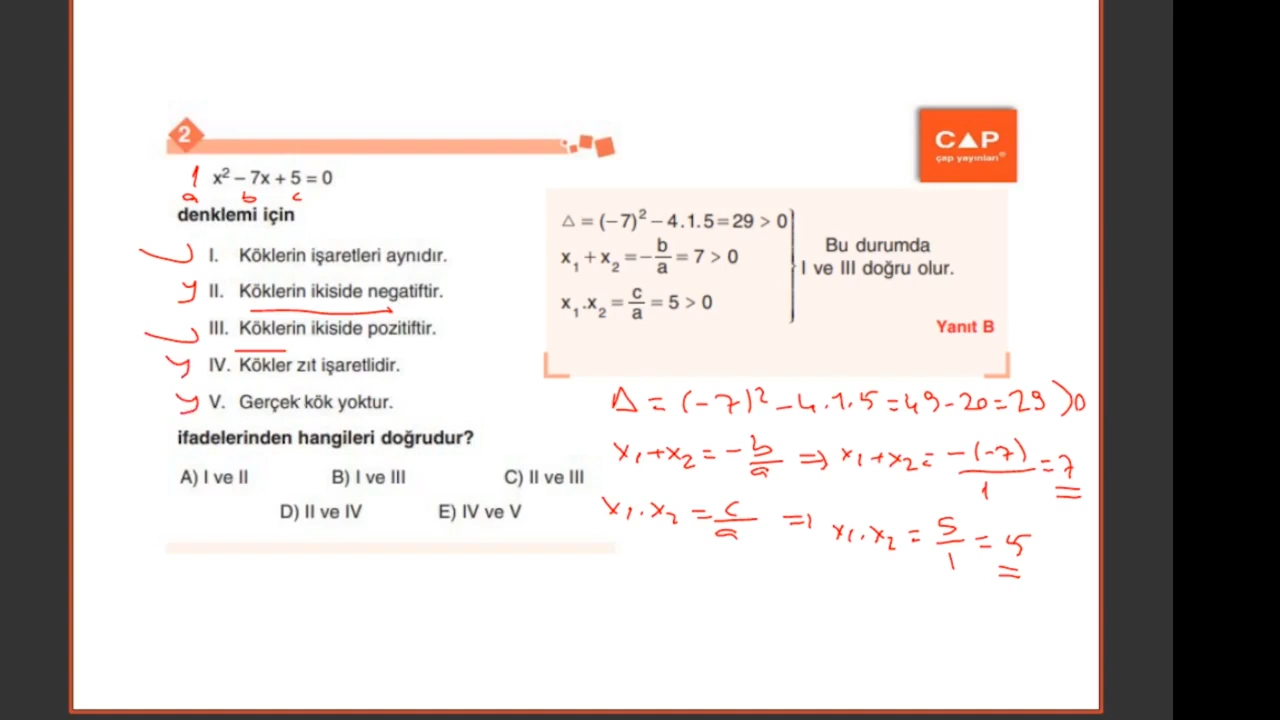 2
CAP
çap yayınları®
1 x² – 7x + 5 = 0
a b c
denklemi için
I. Köklerin işaretleri aynıdır.
y II. Köklerin ikiside negatiftir.
III. Köklerin ikiside pozitiftir.
y IV. Kökler zıt işaretlidir.
y V. Gerçek kök yoktur.
ifadelerinden hangileri doğrudur?
A) I ve II B) I ve III C) II ve III
D) II ve IV E) IV ve V
△ = (–7)² – 4.1.5 = 29 > 0
x₁ + x₂ = –b/a = 7 > 0
x₁.x₂ = c/a = 5 > 0
Bu durumda
I ve III doğru olur.
Yanıt B
Δ = (-7)² - 4.1.5 = 49 - 20 = 29 > 0
x₁+x₂ = -b/a ⇒ x₁+x₂ = -(-7)/1 = 7
x₁.x₂ = c/a ⇒ x₁.x₂ = 5/1 = 5